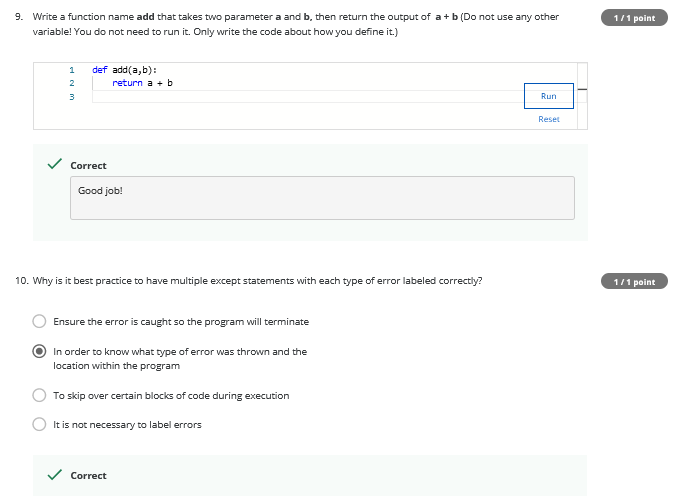 9. Write a function name add that takes two parameter a and b, then return the output of a + b (Do not use any other
variable! You do not need to run it. Only write the code about how you define it.)
1 / 1 point
1 def add(a,b):
2 return a + b
3
Run
Reset
Correct
Good job!
10. Why is it best practice to have multiple except statements with each type of error labeled correctly?
1 / 1 point
Ensure the error is caught so the program will terminate
In order to know what type of error was thrown and the
location within the program
To skip over certain blocks of code during execution
It is not necessary to label errors
Correct